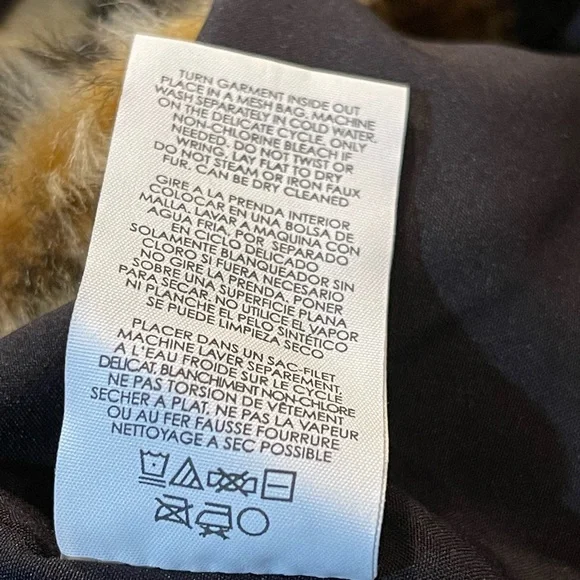 TURN GARMENT INSIDE OUT
PLACE IN A MESH BAG. MACHINE
WASH SEPARATELY IN COLD WATER,
ON THE DELICATE CYCLE. ONLY
NON-CHLORINE BLEACH IF
NEEDED. DO NOT TWIST OR
WRING. LAY FLAT TO DRY
DO NOT STEAM OR IRON FAUX
FUR. CAN BE DRY CLEANED
GIRE A LA PRENDA INTERIOR
COLOCAR EN UNA BOLSA DE
MALLA. LAVAR A MAQUINA CON
AGUA FRIA, POR SEPARADO
EN CICLO DELICADO
SOLAMENTE BLANQUEADOR SIN
CLORO SI FUERA NECESARIO
NO GIRE LA PRENDA. PONER
SOBRE UNA SUPERFICIE PLANA
PARA SECAR. NO UTILICE EL VAPOR
NI PLANCHE EL PELO SINTÉTICO
SE PUEDE LIMPIEZA SECO
PLACER DANS UN SAC-FILET
MACHINE LAVER SEPAREMENT,
A L'EAU FROIDE SUR LE CYCLE
DELICAT, BLANCHIMENT NON-CHLORE
NE PAS TORSION DE VÊTEMENT
SECHER A PLAT, NE PAS LA VAPEUR
OU AU FER FAUSSE FOURRURE
NETTOYAGE A SEC POSSIBLE